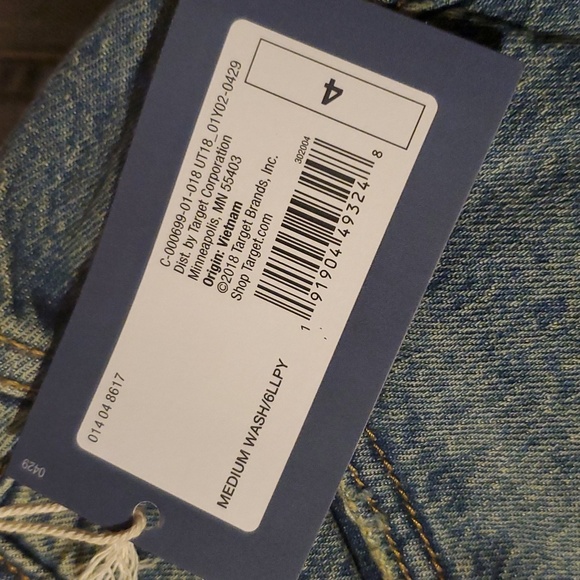 4
302004
1 91904 49324 8
C-000699-01-018 UT18_01Y02-0429
Dist. by Target Corporation
Minneapolis, MN 55403
Origin: Vietnam
©2018 Target Brands, Inc.
Shop Target.com
MEDIUM WASH/6LLPY
014 04 8617
0429